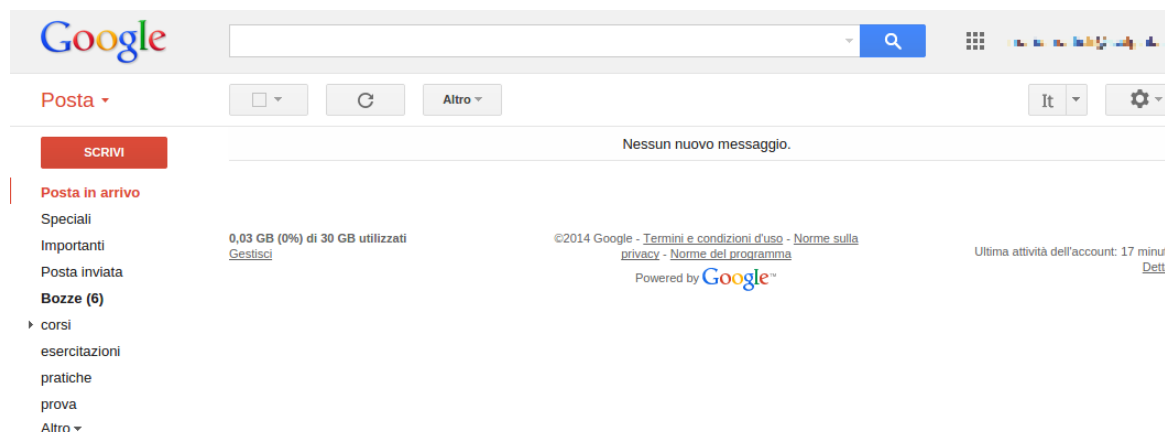 Google
Posta
Altro
It
SCRIVI
Nessun nuovo messaggio.
Posta in arrivo
Speciali
Importanti
Posta inviata
Bozze (6)
corsi
esercitazioni
pratiche
prova
Altro
0,03 GB (0%) di 30 GB utilizzati
Gestisci
©2014 Google - Termini e condizioni d'uso - Norme sulla
privacy - Norme del programma
Powered by Google™
Ultima attività dell'account: 17